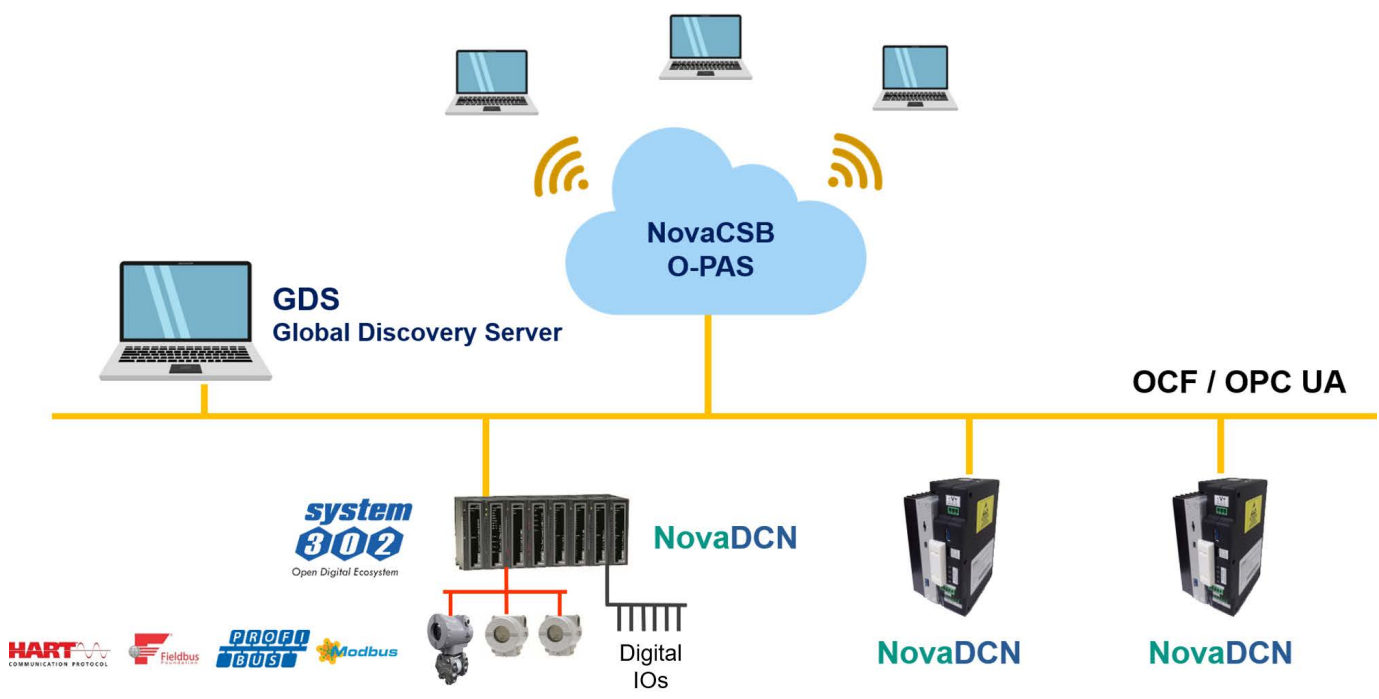 NovaCSB
O-PAS
GDS
Global Discovery Server
OCF / OPC UA
system
302
Open Digital Ecosystem
NovaDCN
HART
COMMUNICATION PROTOCOL
Fieldbus
Foundation
PROFI
BUS
Modbus
Digital
IOs
NovaDCN
NovaDCN